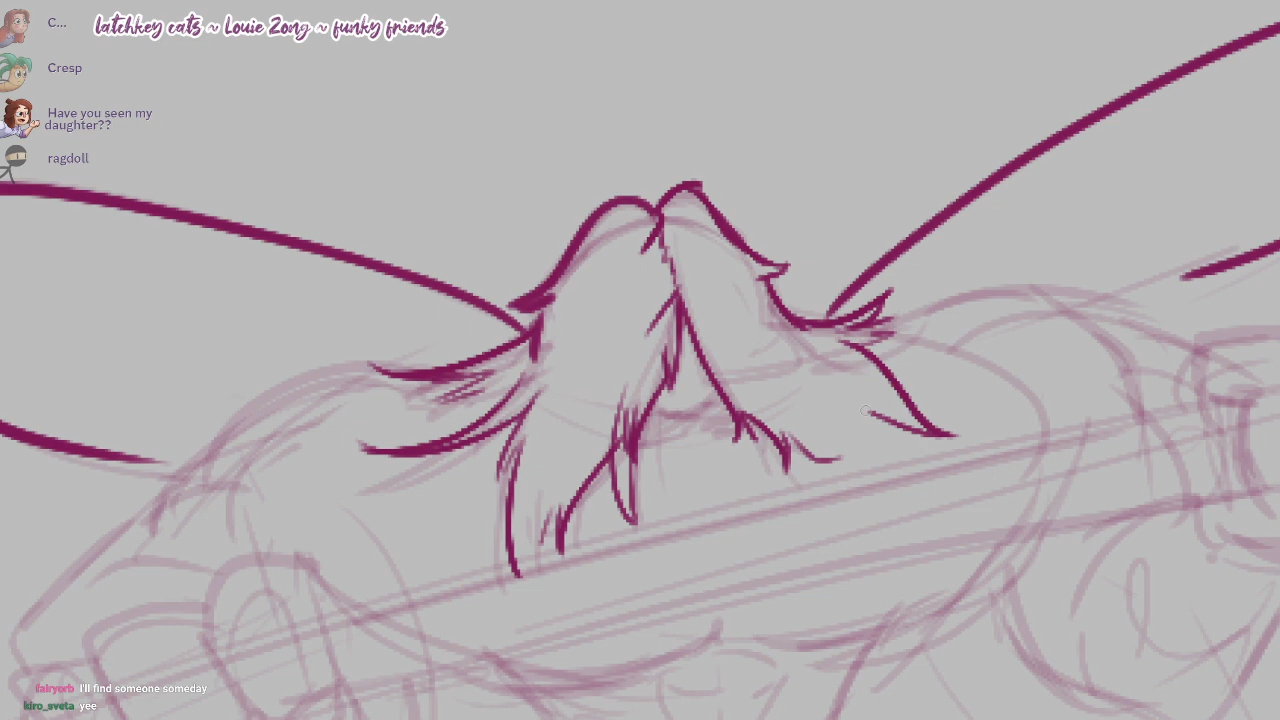 latchkey cats ~ Louie Zong ~ funky friends
C...
Cresp
Have you seen my
daughter??
ragdoll
fairyorb I'll find someone someday
kiro_sveta yee